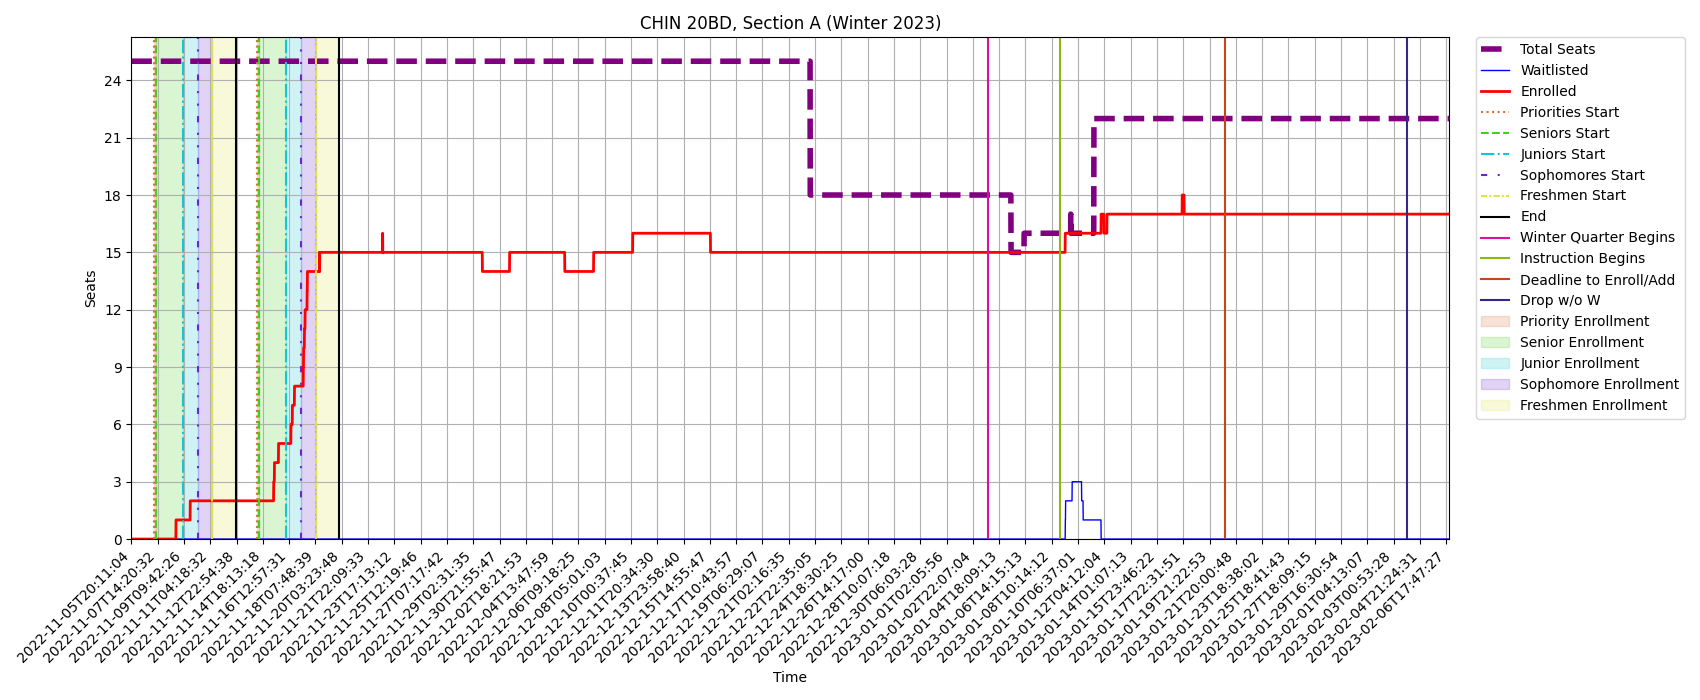 CHIN 20BD, Section A (Winter 2023)
Seats
24
21
18
15
12
9
6
3
0
2022-11-05T20:11:04
2022-11-07T14:20:32
2022-11-09T09:42:26
2022-11-11T04:18:32
2022-11-12T22:54:38
2022-11-14T18:13:18
2022-11-16T12:57:31
2022-11-18T07:48:39
2022-11-20T03:23:48
2022-11-21T22:09:33
2022-11-23T17:13:12
2022-11-25T12:19:46
2022-11-27T07:17:42
2022-11-29T02:31:35
2022-11-30T21:55:47
2022-12-02T18:21:53
2022-12-04T13:47:59
2022-12-06T09:18:25
2022-12-08T05:01:03
2022-12-10T00:37:45
2022-12-11T20:34:30
2022-12-13T23:58:40
2022-12-15T14:55:47
2022-12-17T10:43:57
2022-12-19T06:29:07
2022-12-21T02:16:35
2022-12-22T22:35:05
2022-12-24T18:30:25
2022-12-26T14:17:00
2022-12-28T10:07:18
2022-12-30T06:03:28
2023-01-01T02:05:56
2023-01-02T22:07:04
2023-01-04T18:09:13
2023-01-06T14:15:13
2023-01-08T10:14:12
2023-01-10T06:37:01
2023-01-12T04:12:04
2023-01-14T01:07:13
2023-01-15T23:46:22
2023-01-17T22:31:51
2023-01-19T21:22:53
2023-01-21T20:00:48
2023-01-23T18:38:02
2023-01-25T18:41:43
2023-01-27T18:09:15
2023-01-29T16:30:54
2023-02-01T04:13:07
2023-02-03T00:53:28
2023-02-04T21:24:31
2023-02-06T17:47:27
Time
Total Seats
Waitlisted
Enrolled
Priorities Start
Seniors Start
Juniors Start
Sophomores Start
Freshmen Start
End
Winter Quarter Begins
Instruction Begins
Deadline to Enroll/Add
Drop w/o W
Priority Enrollment
Senior Enrollment
Junior Enrollment
Sophomore Enrollment
Freshmen Enrollment